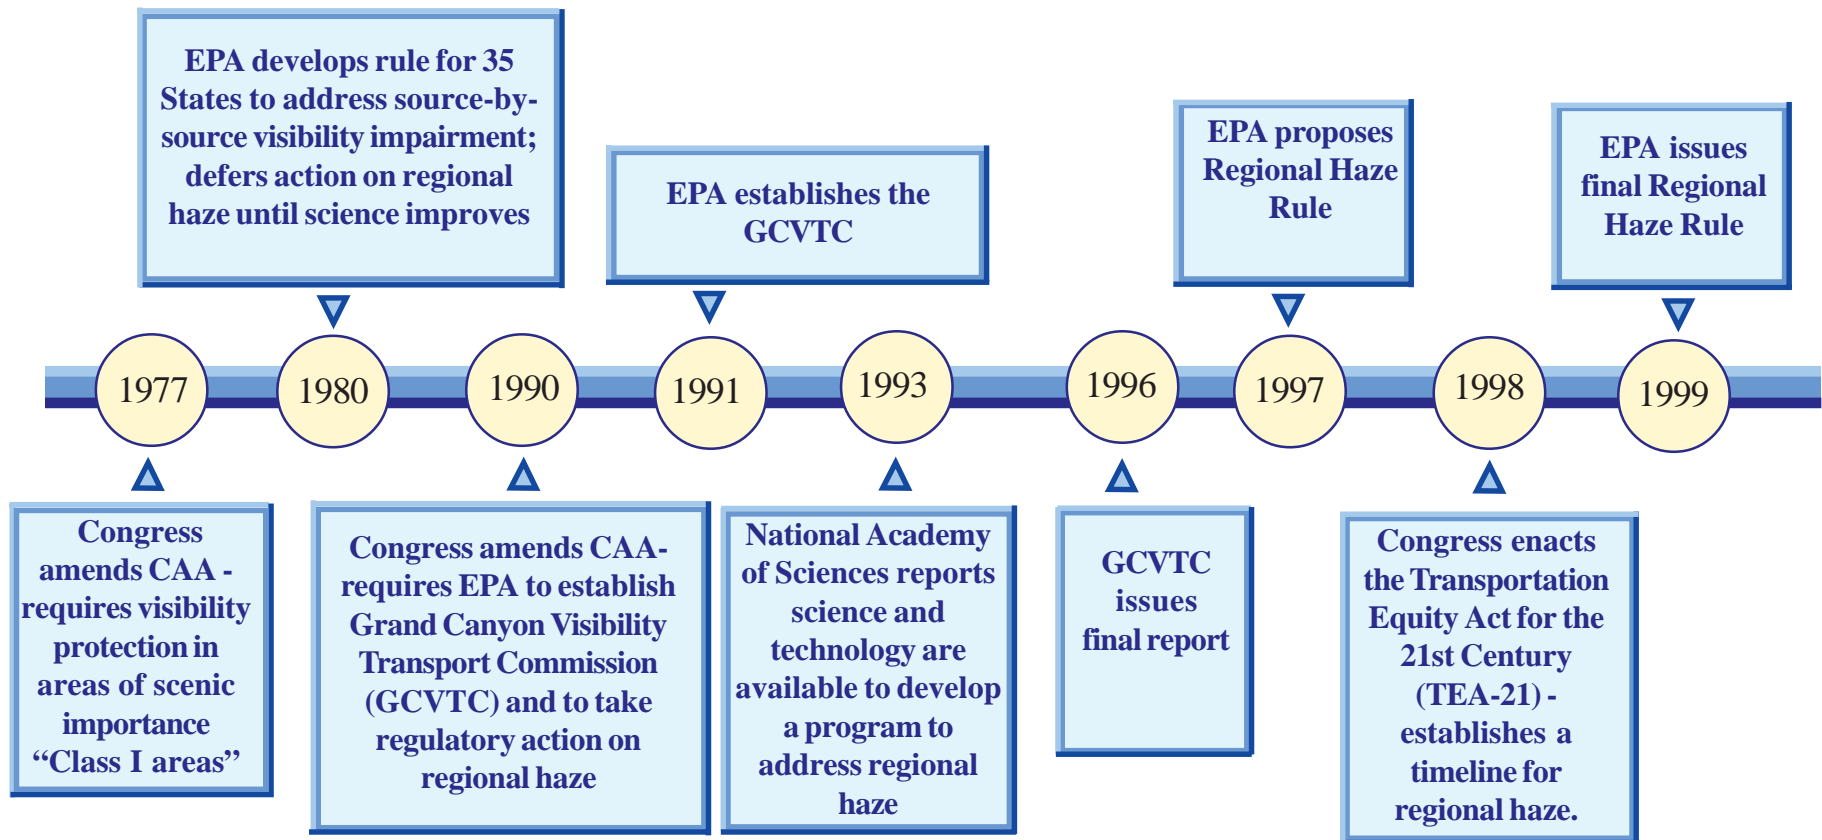 EPA develops rule for 35
States to address source-by-
source visibility impairment;
defers action on regional
haze until science improves
EPA establishes the
GCVTC
EPA proposes
Regional Haze
Rule
EPA issues
final Regional
Haze Rule
1977
1980
1990
1991
1993
1996
1997
1998
1999
Congress
amends CAA -
requires visibility
protection in
areas of scenic
importance
“Class I areas”
Congress amends CAA-
requires EPA to establish
Grand Canyon Visibility
Transport Commission
(GCVTC) and to take
regulatory action on
regional haze
National Academy
of Sciences reports
science and
technology are
available to develop
a program to
address regional
haze
GCVTC
issues
final report
Congress enacts
the Transportation
Equity Act for the
21st Century
(TEA-21) -
establishes a
timeline for
regional haze.